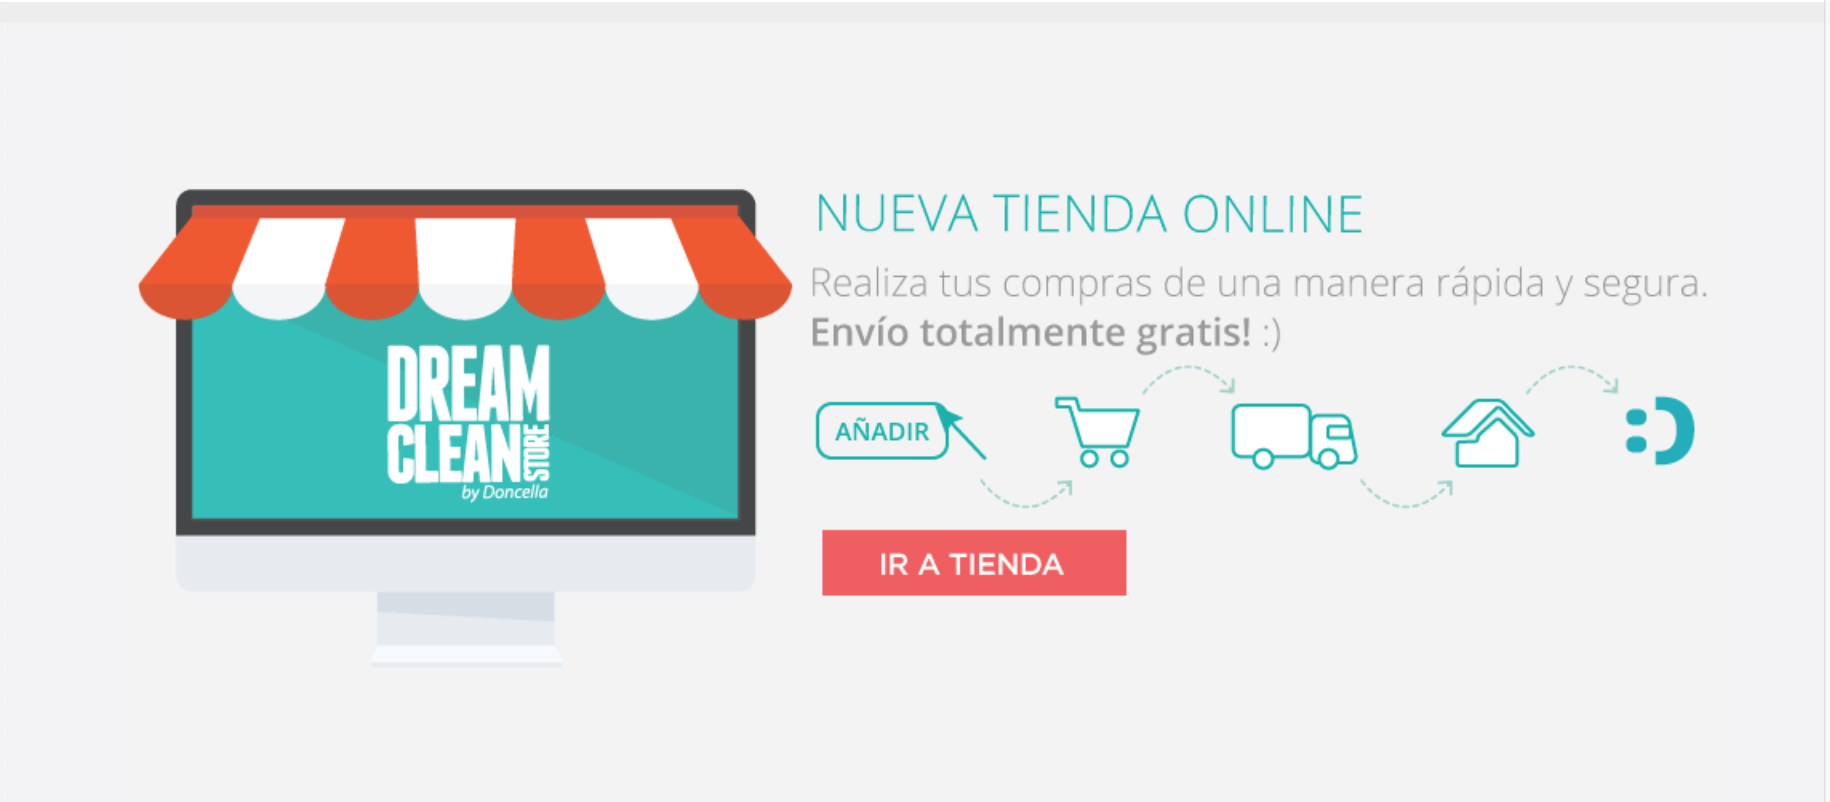 DREAM
CLEAN STORE
by Doncella
NUEVA TIENDA ONLINE
Realiza tus compras de una manera rápida y segura.
Envío totalmente gratis! :)
AÑADIR
:D
IR A TIENDA